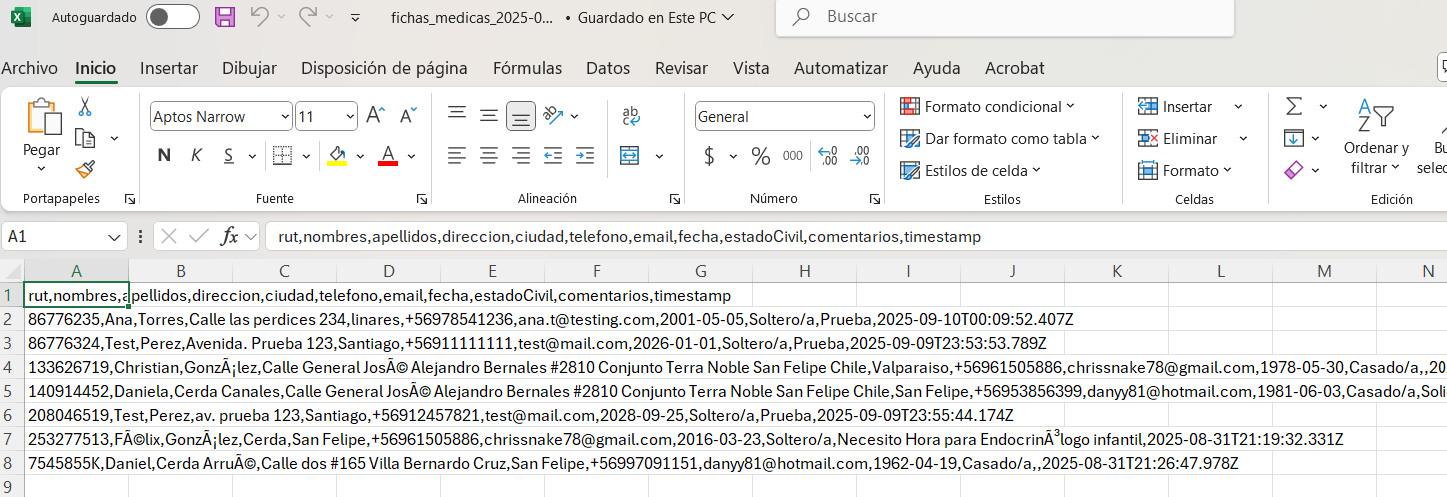 Autoguardado
fichas_medicas_2025-0... • Guardado en Este PC
Buscar
Archivo Inicio Insertar Dibujar Disposición de página Fórmulas Datos Revisar Vista Automatizar Ayuda Acrobat
Pegar
Portapapeles
Aptos Narrow 11
N K S
Fuente
Alineación
General
$ % 000
Número
Formato condicional
Dar formato como tabla
Estilos de celda
Estilos
Insertar
Eliminar
Formato
Celdas
Ordenar y
filtrar
Edición
A1
fx
rut,nombres,apellidos,direccion,ciudad,telefono,email,fecha,estadoCivil,comentarios,timestamp
A B C D E F G H I J K L M N
1 rut,nombres,apellidos,direccion,ciudad,telefono,email,fecha,estadoCivil,comentarios,timestamp
2 86776235,Ana,Torres,Calle las perdices 234,linares,+56978541236,ana.t@testing.com,2001-05-05,Soltero/a,Prueba,2025-09-10T00:09:52.407Z
3 86776324,Test,Perez,Avenida. Prueba 123,Santiago,+56911111111,test@mail.com,2026-01-01,Soltero/a,Prueba,2025-09-09T23:53:53.789Z
4 133626719,Christian,GonzÃ¡lez,Calle General JosÃ© Alejandro Bernales #2810 Conjunto Terra Noble San Felipe Chile,Valparaiso,+56961505886,chrissnake78@gmail.com,1978-05-30,Casado/a,,20
5 140914452,Daniela,Cerda Canales,Calle General JosÃ© Alejandro Bernales #2810 Conjunto Terra Noble San Felipe Chile,San Felipe,+56953856399,danyy81@hotmail.com,1981-06-03,Casado/a,Soli
6 208046519,Test,Perez,av. prueba 123,Santiago,+56912457821,test@mail.com,2028-09-25,Soltero/a,Prueba,2025-09-09T23:55:44.174Z
7 253277513,FÃ©lix,GonzÃ¡lez,Cerda,San Felipe,+56961505886,chrissnake78@gmail.com,2016-03-23,Soltero/a,Necesito Hora para EndocrinÃ³logo infantil,2025-08-31T21:19:32.331Z
8 7545855K,Daniel,Cerda ArruÃ©,Calle dos #165 Villa Bernardo Cruz,San Felipe,+56997091151,danyy81@hotmail.com,1962-04-19,Casado/a,,2025-08-31T21:26:47.978Z
9